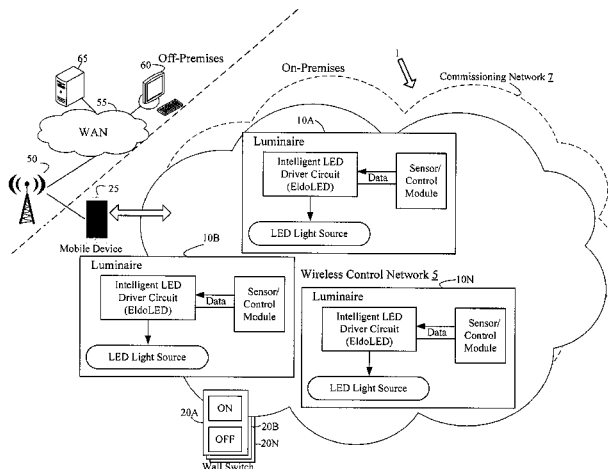 65
60
Off-Premises
55
WAN
50
25
Mobile Device
On-Premises
1
Commissioning Network 7
10A
Luminaire
Intelligent LED
Driver Circuit
(EldoLED)
Data
Sensor/
Control
Module
LED Light Source
10B
Luminaire
Intelligent LED
Driver Circuit
(EldoLED)
Data
Sensor/
Control
Module
LED Light Source
Wireless Control Network 5
10N
Luminaire
Intelligent LED
Driver Circuit
(EldoLED)
Data
Sensor/
Control
Module
LED Light Source
20A
ON
OFF
20B
20N
Wall Switch